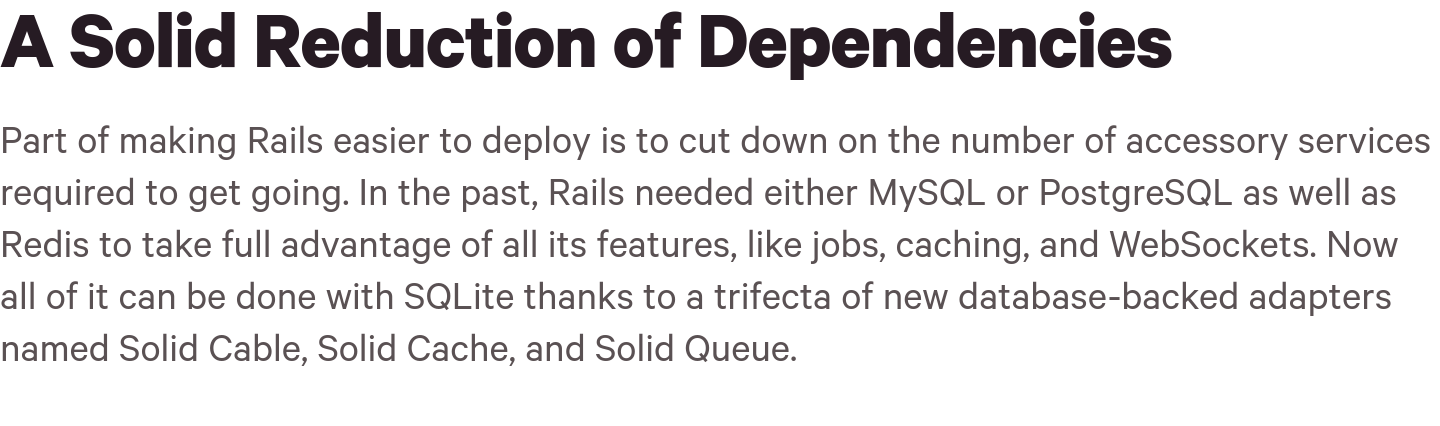 A Solid Reduction of Dependencies
Part of making Rails easier to deploy is to cut down on the number of accessory services
required to get going. In the past, Rails needed either MySQL or PostgreSQL as well as
Redis to take full advantage of all its features, like jobs, caching, and WebSockets. Now
all of it can be done with SQLite thanks to a trifecta of new database-backed adapters
named Solid Cable, Solid Cache, and Solid Queue.